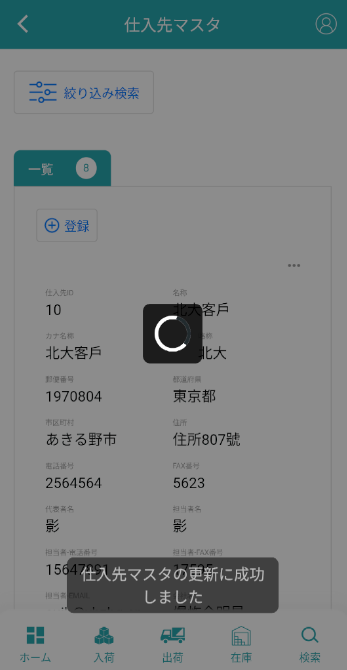 仕入先マスタ
絞り込み検索
一覧 8
登録
仕入先ID 名称
10 北大客戶
カナ名称
北大客戶 北大
郵便番号 都道府県
1970804 東京都
市区町村 住所
あきる野市 住所807號
電話番号 FAX番号
2564564 5623
代表者名 担当者名
影 影
担当者-電話番号 担当者-FAX番号
仕入先マスタの更新に成功
しました
ホーム 入荷 出荷 在庫 検索